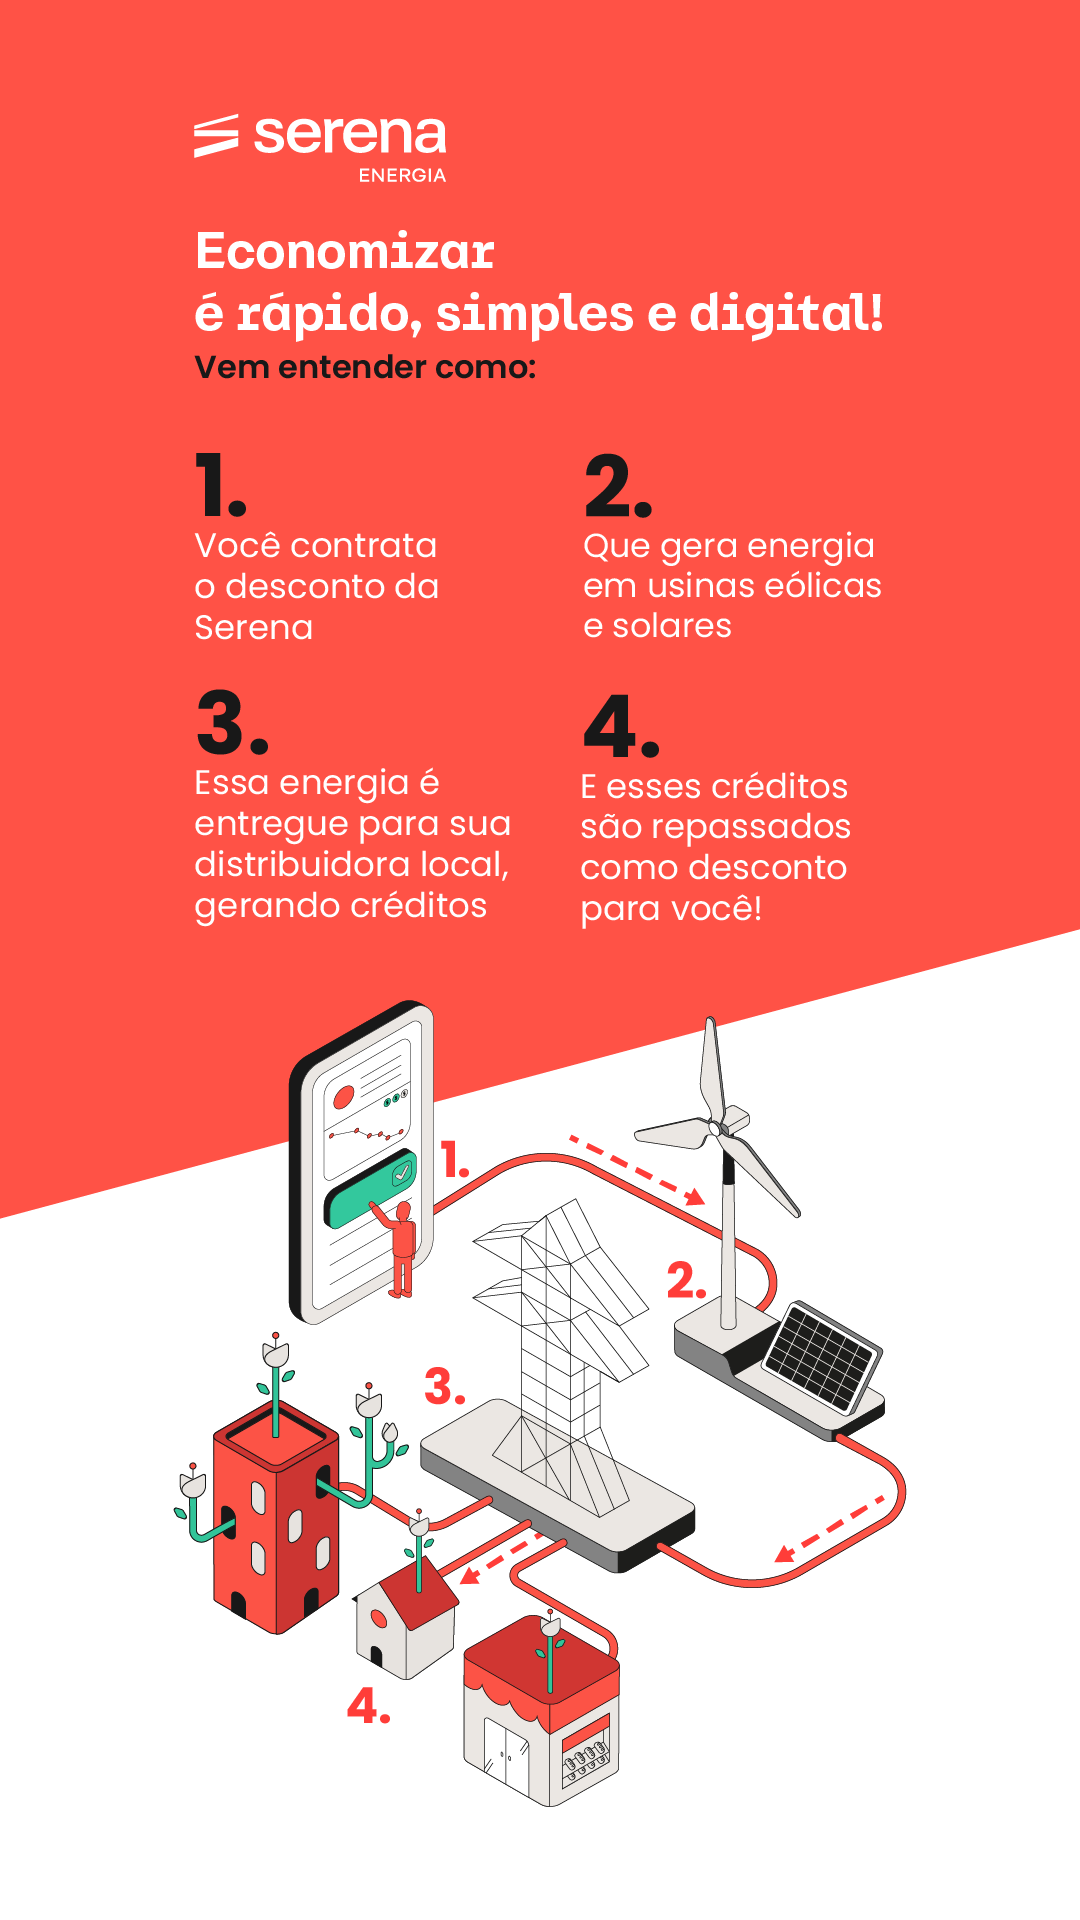 serena
ENERGIA
Economizar
é rápido, simples e digital!
Vem entender como:
1.
Você contrata
o desconto da
Serena
2.
Que gera energia
em usinas eólicas
e solares
3.
Essa energia é
entregue para sua
distribuidora local,
gerando créditos
4.
E esses créditos
são repassados
como desconto
para você!
1.
2.
3.
4.